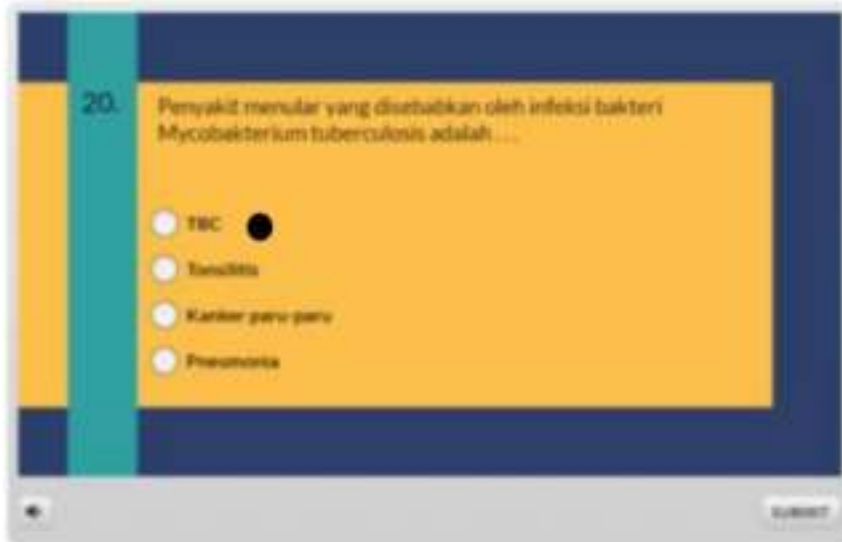 20.
Penyakit menular yang disebabkan oleh infeksi bakteri
Mycobakterium tuberculosis adalah . . .
TBC
Tonsilitis
Kanker paru-paru
Pneumonia
SUBMIT